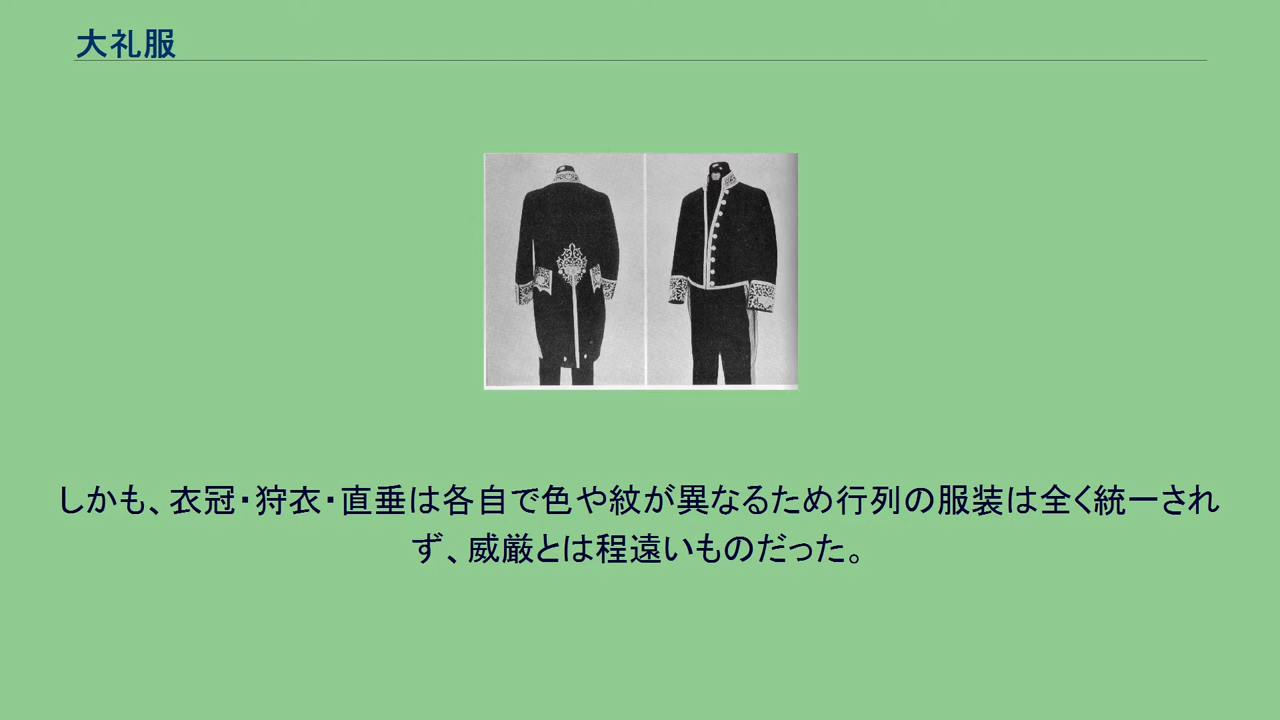 大礼服
しかも、衣冠・狩衣・直垂は各自で色や紋が異なるため行列の服装は全く統一され
ず、威厳とは程遠いものだった。